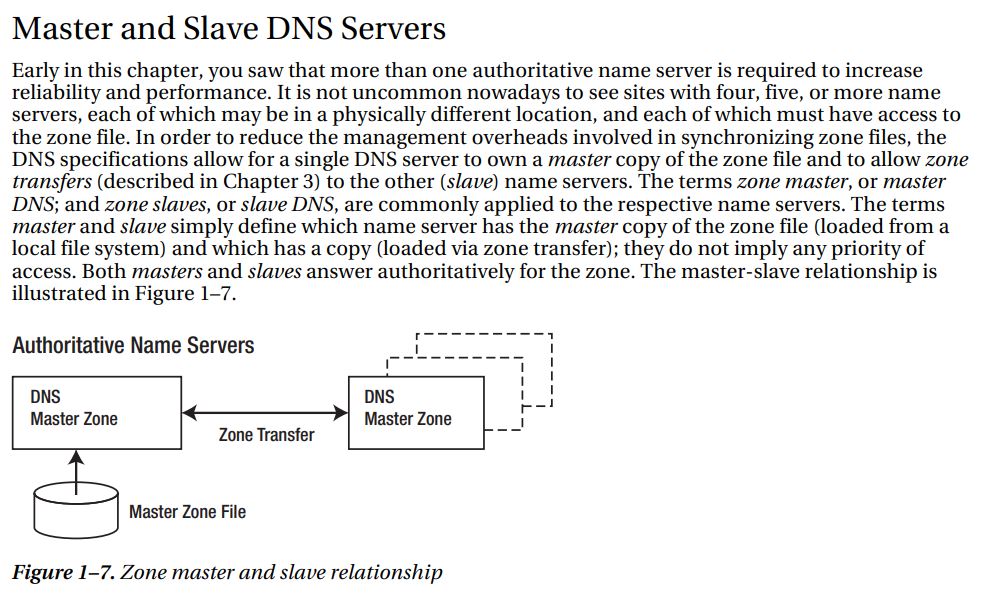 Master and Slave DNS Servers
Early in this chapter, you saw that more than one authoritative name server is required to increase
reliability and performance. It is not uncommon nowadays to see sites with four, five, or more name
servers, each of which may be in a physically different location, and each of which must have access to
the zone file. In order to reduce the management overheads involved in synchronizing zone files, the
DNS specifications allow for a single DNS server to own a master copy of the zone file and to allow zone
transfers (described in Chapter 3) to the other (slave) name servers. The terms zone master, or master
DNS; and zone slaves, or slave DNS, are commonly applied to the respective name servers. The terms
master and slave simply define which name server has the master copy of the zone file (loaded from a
local file system) and which has a copy (loaded via zone transfer); they do not imply any priority of
access. Both masters and slaves answer authoritatively for the zone. The master-slave relationship is
illustrated in Figure 1–7.
Authoritative Name Servers
DNS
Master Zone
Zone Transfer
DNS
Master Zone
Master Zone File
Figure 1–7. Zone master and slave relationship